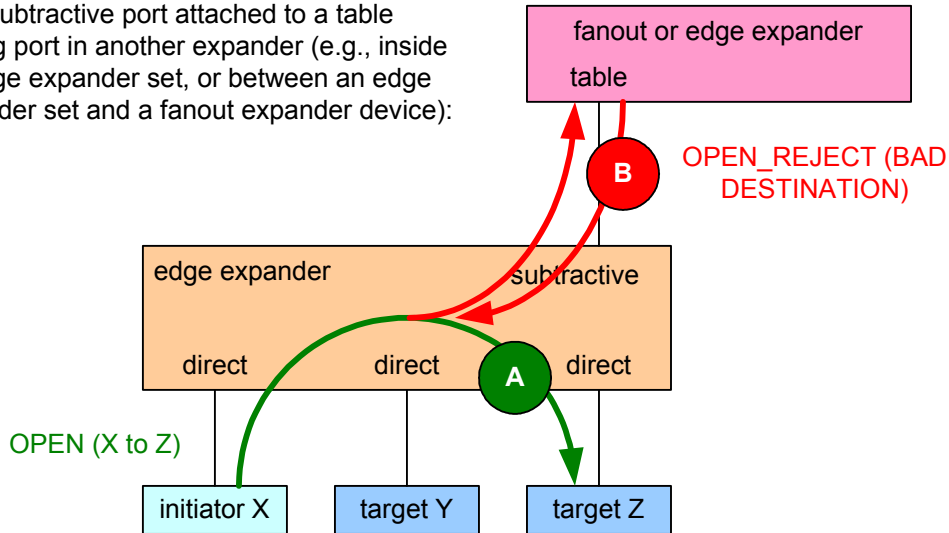 subtractive port attached to a table
port in another expander (e.g., inside
ge expander set, or between an edge
der set and a fanout expander device):
fanout or edge expander
table
B
OPEN_REJECT (BAD
DESTINATION)
edge expander
subtractive
direct
direct
A
direct
OPEN (X to Z)
initiator X
target Y
target Z